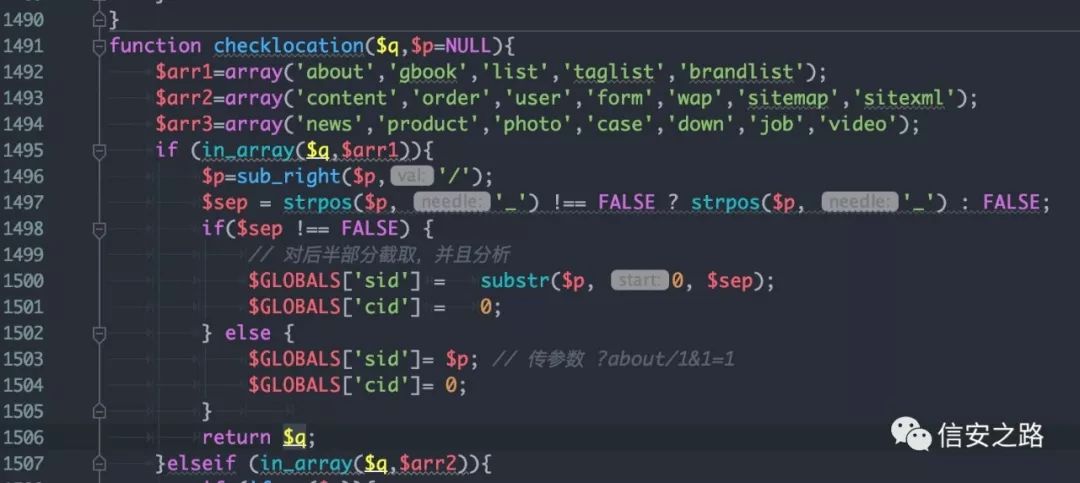 1490 }
1491 function checklocation($q,$p=NULL){
1492 $arr1=array('about','gbook','list','taglist','brandlist');
1493 $arr2=array('content','order','user','form','wap','sitemap','sitexml');
1494 $arr3=array('news','product','photo','case','down','job','video');
1495 if (in_array($q,$arr1)){
1496 $p=sub_right($p, val: '/');
1497 $sep = strpos($p, needle: '_') !== FALSE ? strpos($p, needle: '_') : FALSE;
1498 if($sep !== FALSE) {
1499 // 对后半部分截取，并且分析
1500 $GLOBALS['sid'] = substr($p, start: 0, $sep);
1501 $GLOBALS['cid'] = 0;
1502 } else {
1503 $GLOBALS['sid']= $p; // 传参数 ?about/1&1=1
1504 $GLOBALS['cid']= 0;
1505 }
1506 return $q;
信安之路
1507 }elseif (in_array($q,$arr2)){